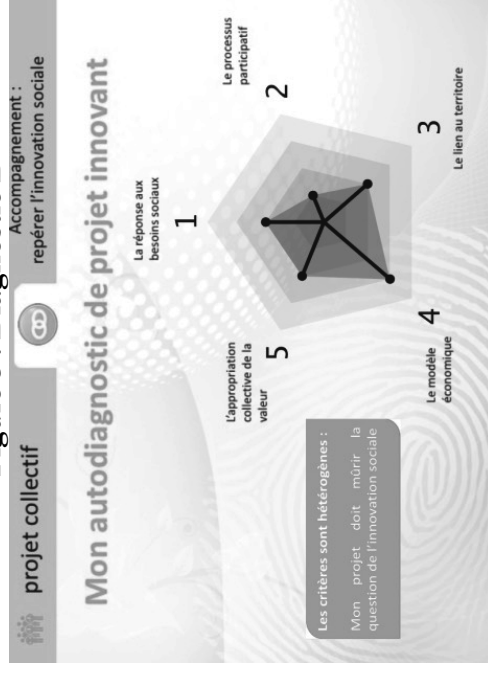 projet collectif
Accompagnement :
repérer l'innovation sociale
Mon autodiagnostic de projet innovant
La réponse aux
besoins sociaux
1
Le processus
participatif
2
3
Le lien au territoire
4
Le modèle
économique
L'appropriation
collective de la
valeur
5
Les critères sont hétérogènes :
Mon projet doit mûrir la
question de l'innovation sociale